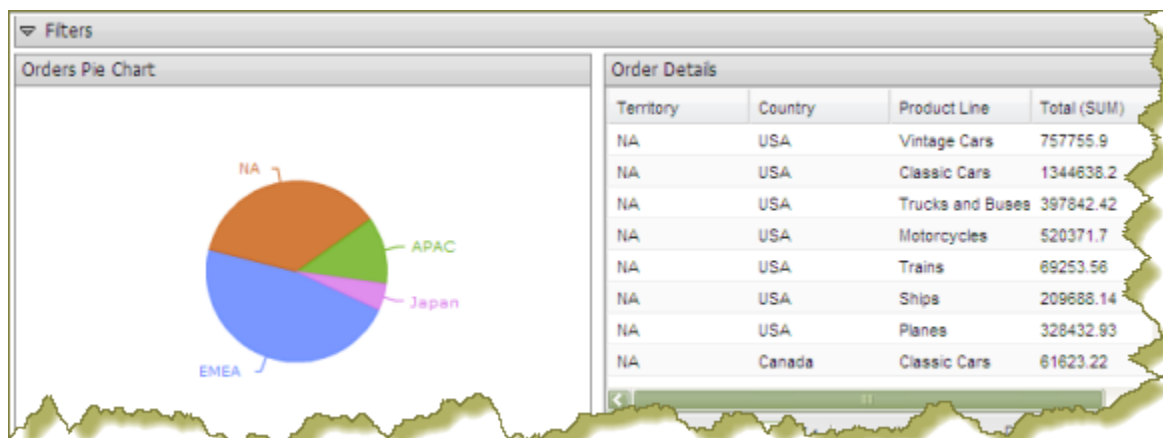 Filters
Orders Pie Chart
NA
APAC
Japan
EMEA
Order Details
Territory Country Product Line Total (SUM)
NA USA Vintage Cars 757755.9
NA USA Classic Cars 1344638.2
NA USA Trucks and Buses 397842.42
NA USA Motorcycles 520371.7
NA USA Trains 69253.56
NA USA Ships 209688.14
NA USA Planes 328432.93
NA Canada Classic Cars 61623.22